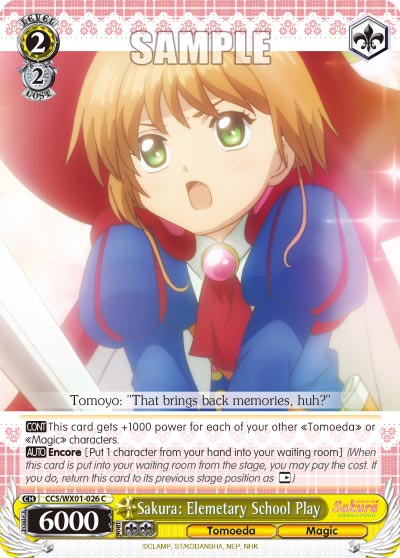 LEVEL
2
2
COST
SAMPLE
Tomoyo: "That brings back memories, huh?"
CONT This card gets +1000 power for each of your other «Tomoeda» or
«Magic» characters.
AUTO Encore [Put 1 character from your hand into your waiting room] (When
this card is put into your waiting room from the stage, you may pay the cost. If
you do, return this card to its previous stage position as )
CH CCS/WX01-026 C
POWER
6000
Sakura: Elemetary School Play
Sakura
Tomoeda
Magic
©CLAMP, ST/KODANSHA, NEP, NHK